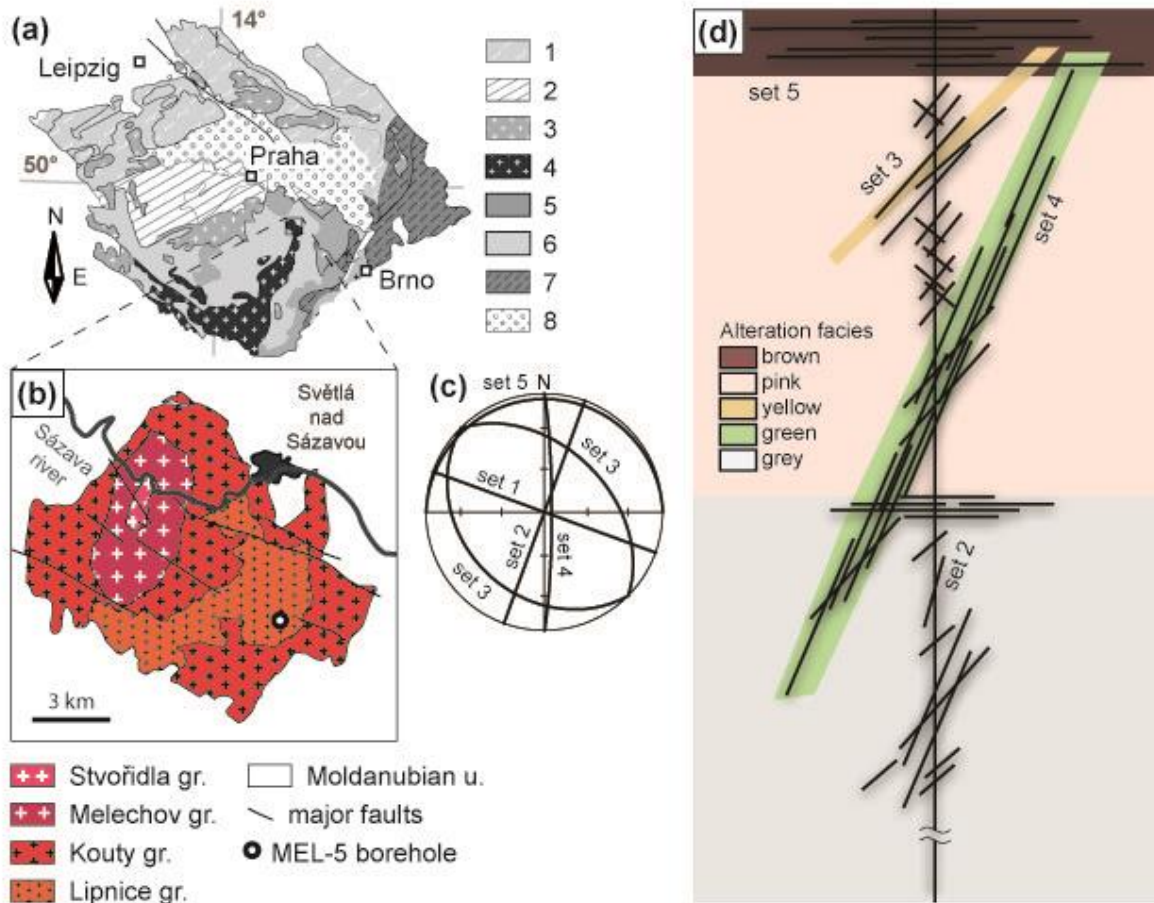 (a)
14°
Leipzig
50°
Praha
N
E
Brno
1
2
3
4
5
6
7
8
(b)
Světlá
nad
Sázavou
Sázava
river
3 km
Stvořidla gr.
Melechov gr.
Kouty gr.
Lipnice gr.
Moldanubian u.
major faults
MEL-5 borehole
(c)
set 5 N
set 3
set 1
set 2
set 4
set 3
(d)
set 5
set 3
set 4
Alteration facies
brown
pink
yellow
green
grey
set 2